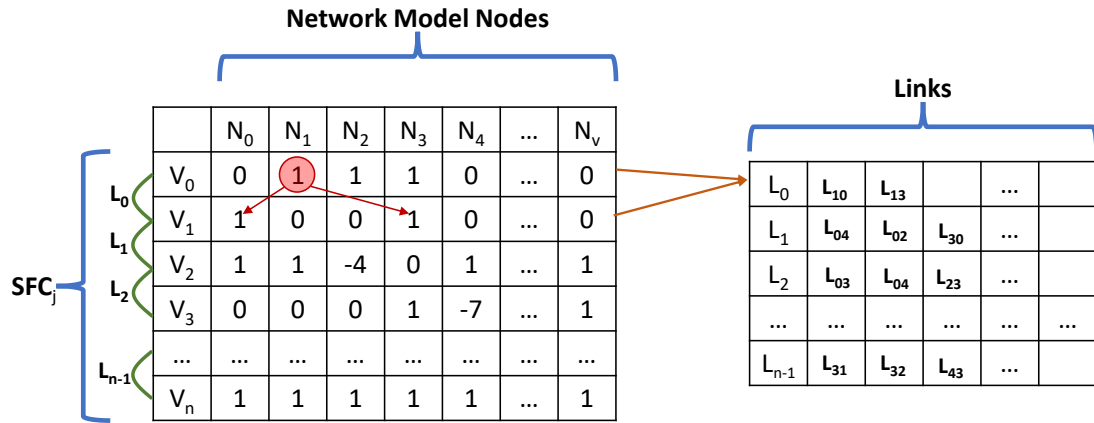 Network Model Nodes
Links
N0 N1 N2 N3 N4 ... Nv
V0 0 1 1 1 0 ... 0
V1 1 0 0 1 0 ... 0
V2 1 1 -4 0 1 ... 1
V3 0 0 0 1 -7 ... 1
... ... ... ... ... ... ... ...
Vn 1 1 1 1 1 ... 1
SFCj
L0
L1
L2
Ln-1
L0 L10 L13 ...
L1 L04 L02 L30 ...
L2 L03 L04 L23 ...
... ... ... ... ... ...
Ln-1 L31 L32 L43 ...